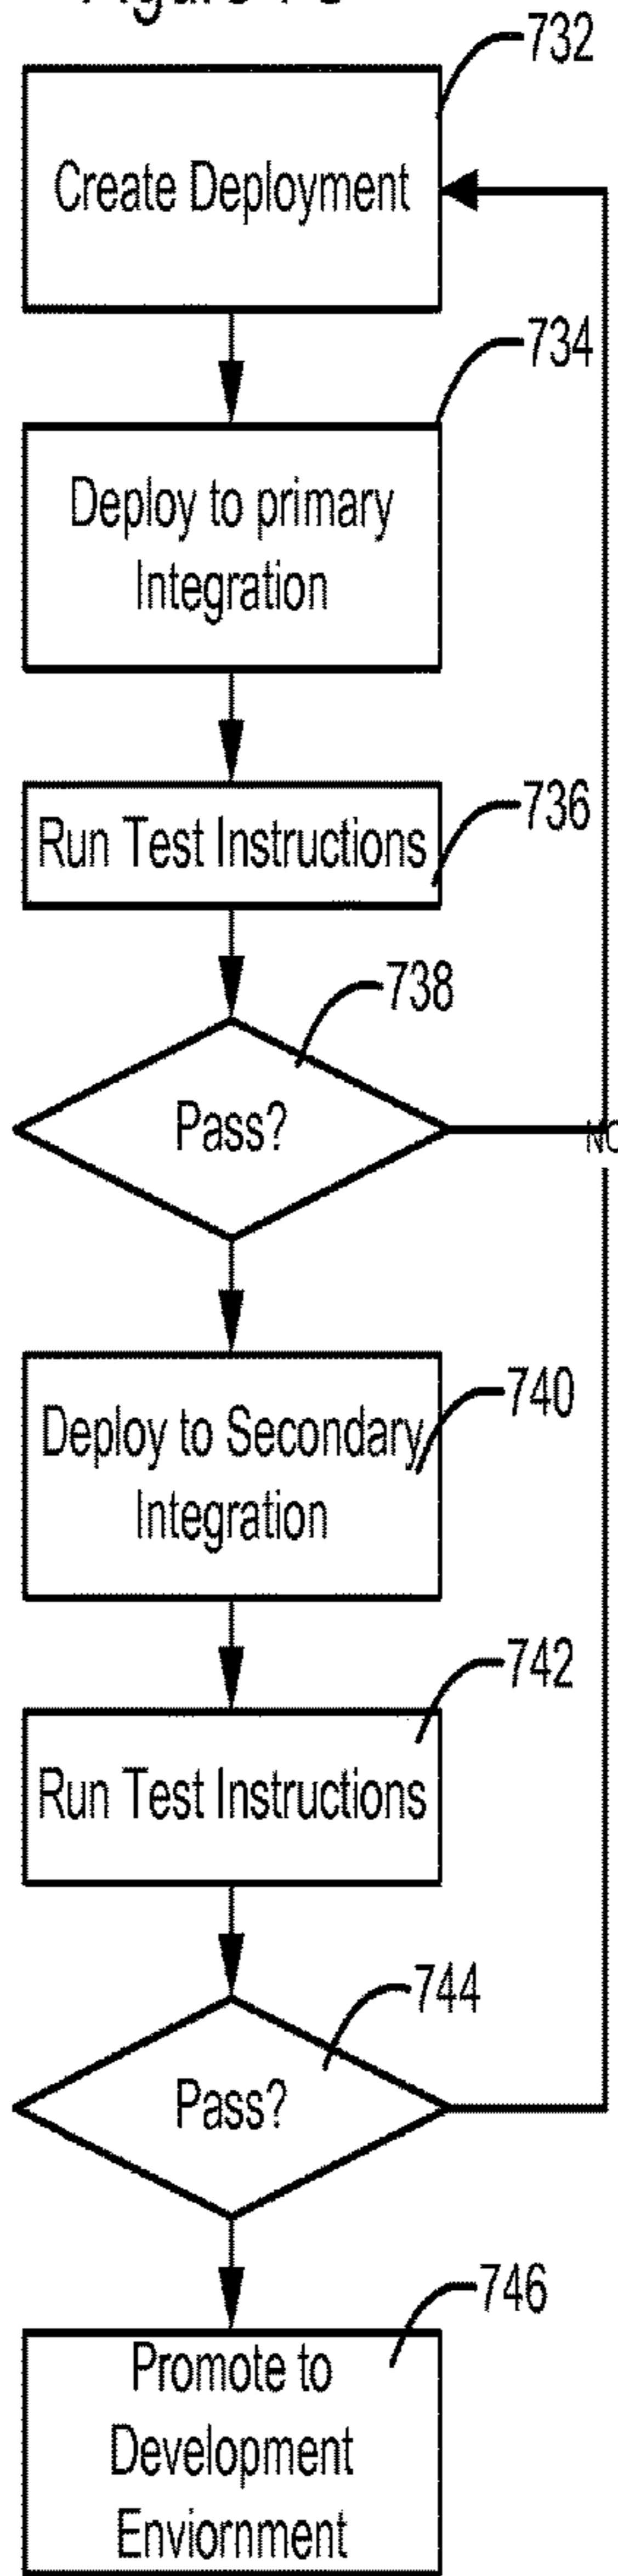 732
Create Deployment
734
Deploy to primary
Integration
736
Run Test Instructions
738
Pass?
740
Deploy to Secondary
Integration
742
Run Test Instructions
744
Pass?
746
Promote to
Development
Enviornment